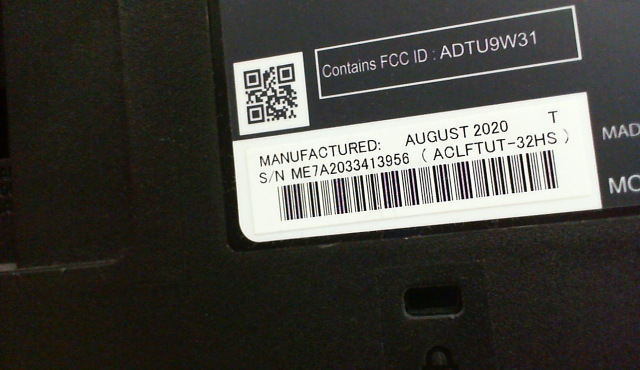 Contains FCC ID : ADTU9W31
MANUFACTURED: AUGUST 2020 T
S/N ME7A2033413956 ( ACLFTUT-32HS )
MAD
MO